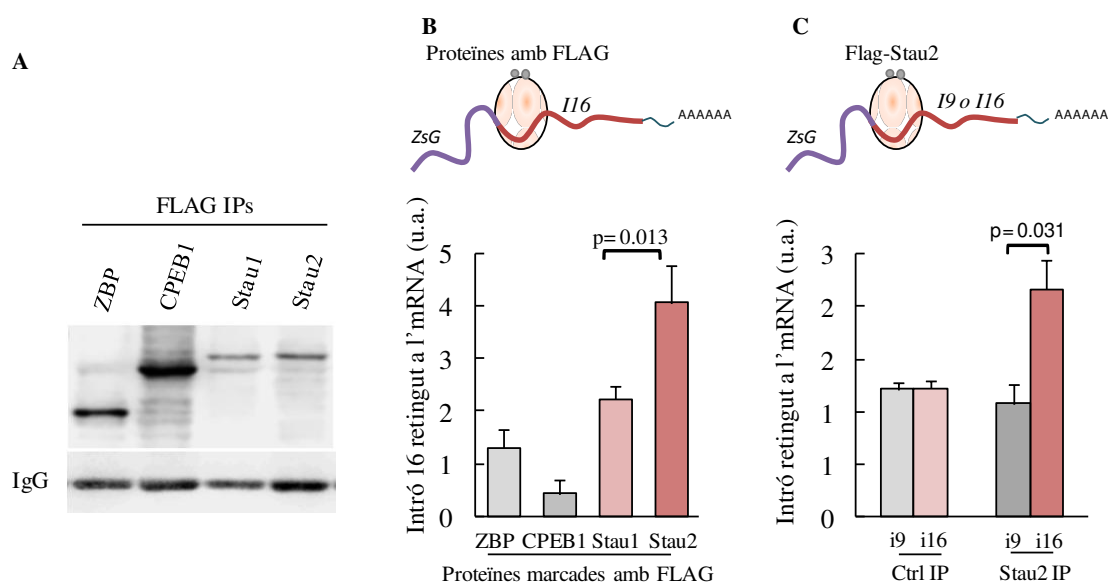 A
FLAG IPs
ZBP
CPEB1
Stau1
Stau2
IgG
B
Proteïnes amb FLAG
I16
ZsG
AAAAAA
Intró 16 retingut a l'mRNA (u.a.)
5
4
3
2
1
0
p= 0.013
ZBP CPEB1 Stau1 Stau2
Proteïnes marcades amb FLAG
C
Flag-Stau2
I9 o I16
ZsG
AAAAAA
Intró retingut a l'mRNA (u.a.)
3
2
2
1
1
0
p= 0.031
i9 i16 i9 i16
Ctrl IP Stau2 IP